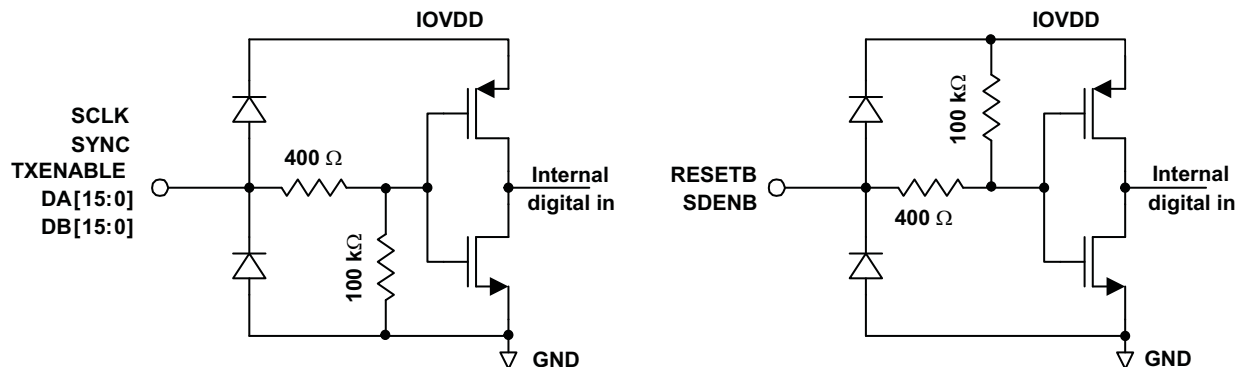 IOVDD
SCLK
SYNC
TXENABLE
DA[15:0]
DB[15:0]
400 Ω
100 kΩ
Internal
digital in
GND
IOVDD
100 kΩ
RESETB
SDENB
400 Ω
Internal
digital in
GND